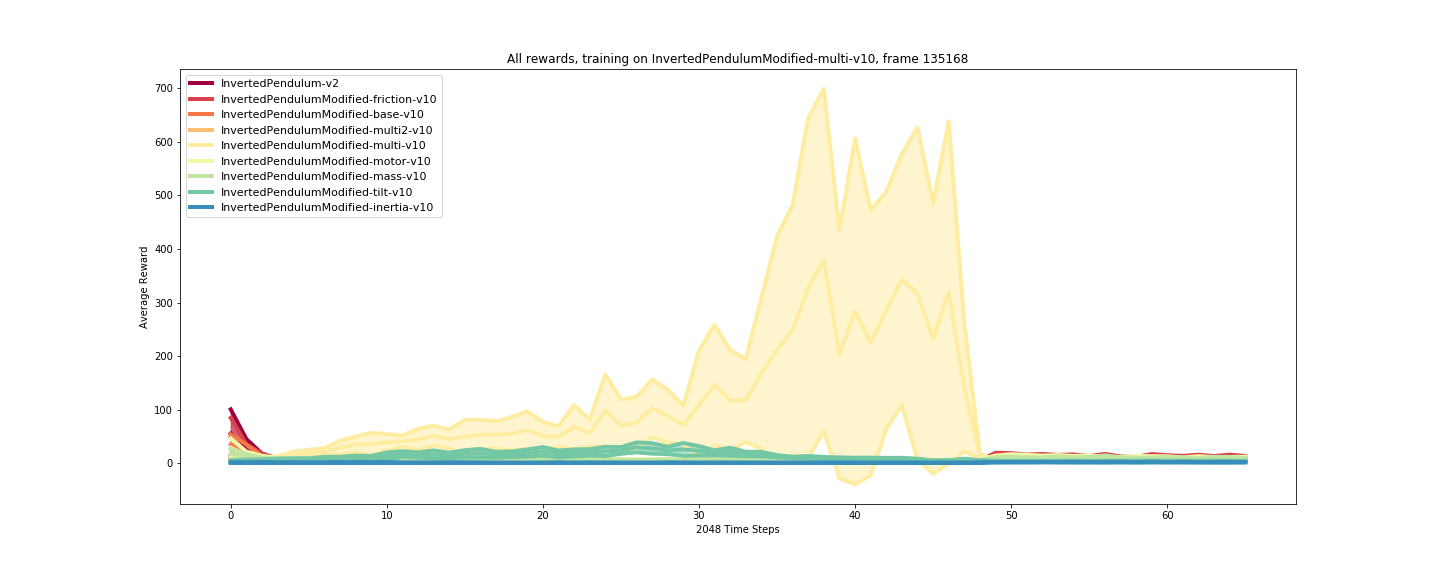 All rewards, training on InvertedPendulumModified-multi-v10, frame 135168
InvertedPendulum-v2
InvertedPendulumModified-friction-v10
InvertedPendulumModified-base-v10
InvertedPendulumModified-multi2-v10
InvertedPendulumModified-multi-v10
InvertedPendulumModified-motor-v10
InvertedPendulumModified-mass-v10
InvertedPendulumModified-tilt-v10
InvertedPendulumModified-inertia-v10
700
600
500
400
300
200
100
0
Average Reward
0 10 20 30 40 50 60
2048 Time Steps